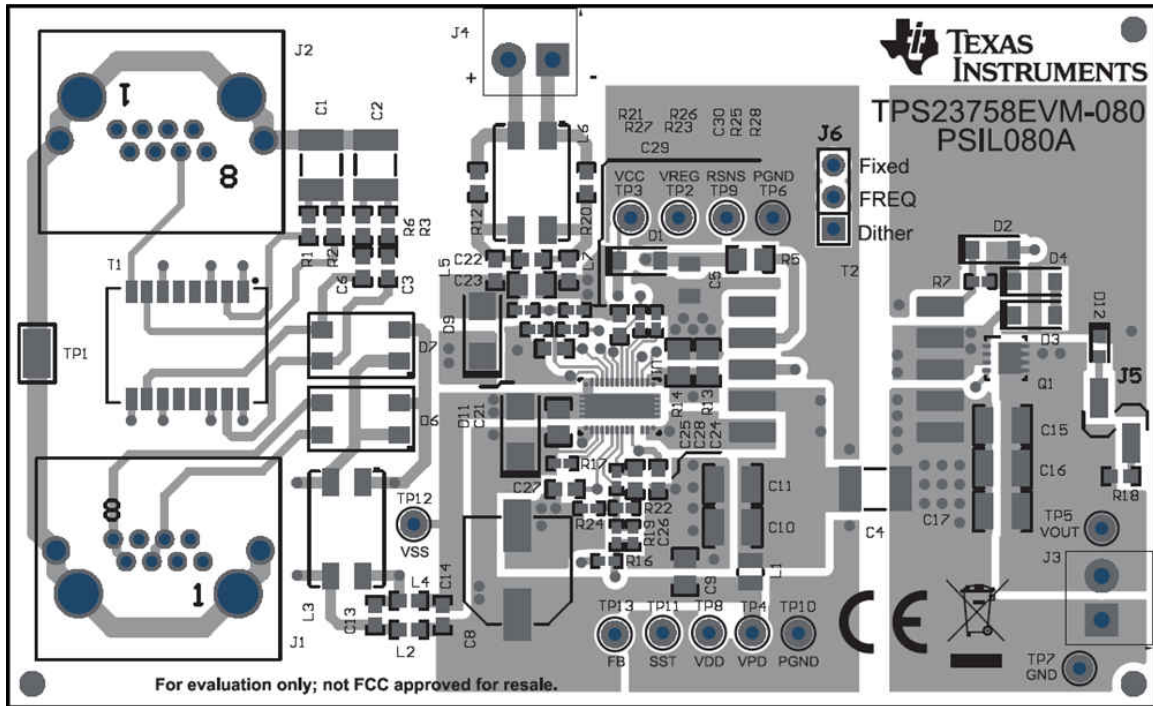 J2
J4
+
-
TEXAS
INSTRUMENTS
TPS23758EVM-080
PSIL080A
1
8
C1
C2
L6
R21
R27
R26
R23
C30
R25
R28
C29
J6
Fixed
FREQ
Dither
VCC
TP3
VREG
TP2
RSNS
TP9
PGND
TP6
R12
R20
R1
R2
R6
R3
T1
C6
C3
L5
C22
C23
L7
D1
C5
R5
T2
D2
D4
R7
D3
Q1
D12
J5
TP1
D7
D9
D6
D11
C21
U1
R14
R13
C25
C28
C24
C15
C16
C17
R18
TP5
VOUT
R17
C27
R22
R24
R19
C26
R16
C11
C10
C9
L1
C4
8
1
TP12
VSS
L3
C13
L4
L2
C14
C8
J1
TP13
FB
TP11
SST
TP8
VDD
TP4
VPD
TP10
PGND
CE
J3
-
TP7
GND
For evaluation only; not FCC approved for resale.